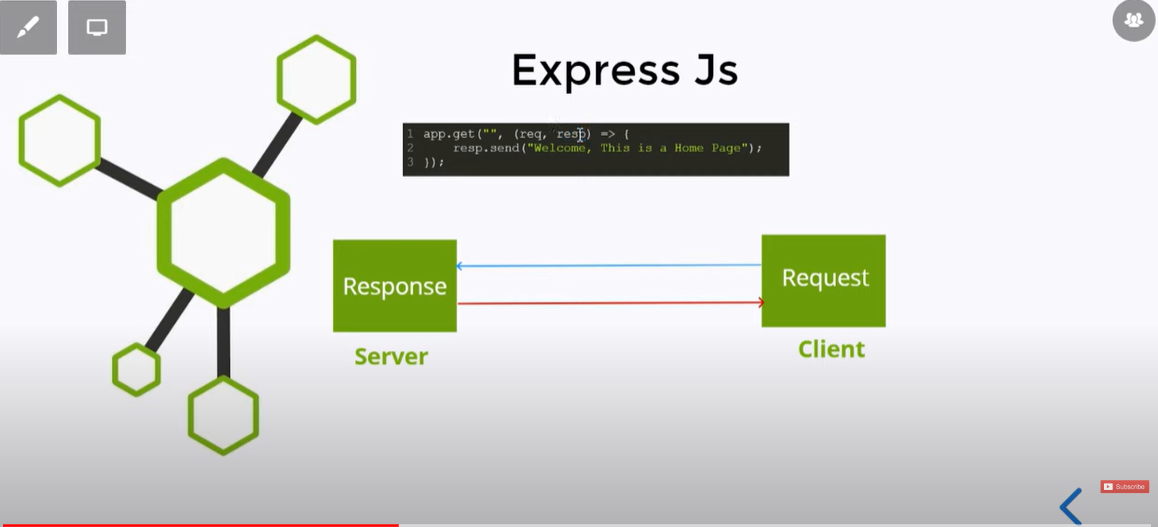 Express Js
1 app.get("", (req, resp) => {
2 resp.send("Welcome, This is a Home Page");
3 });
Response
Request
Server
Client
Subscribe